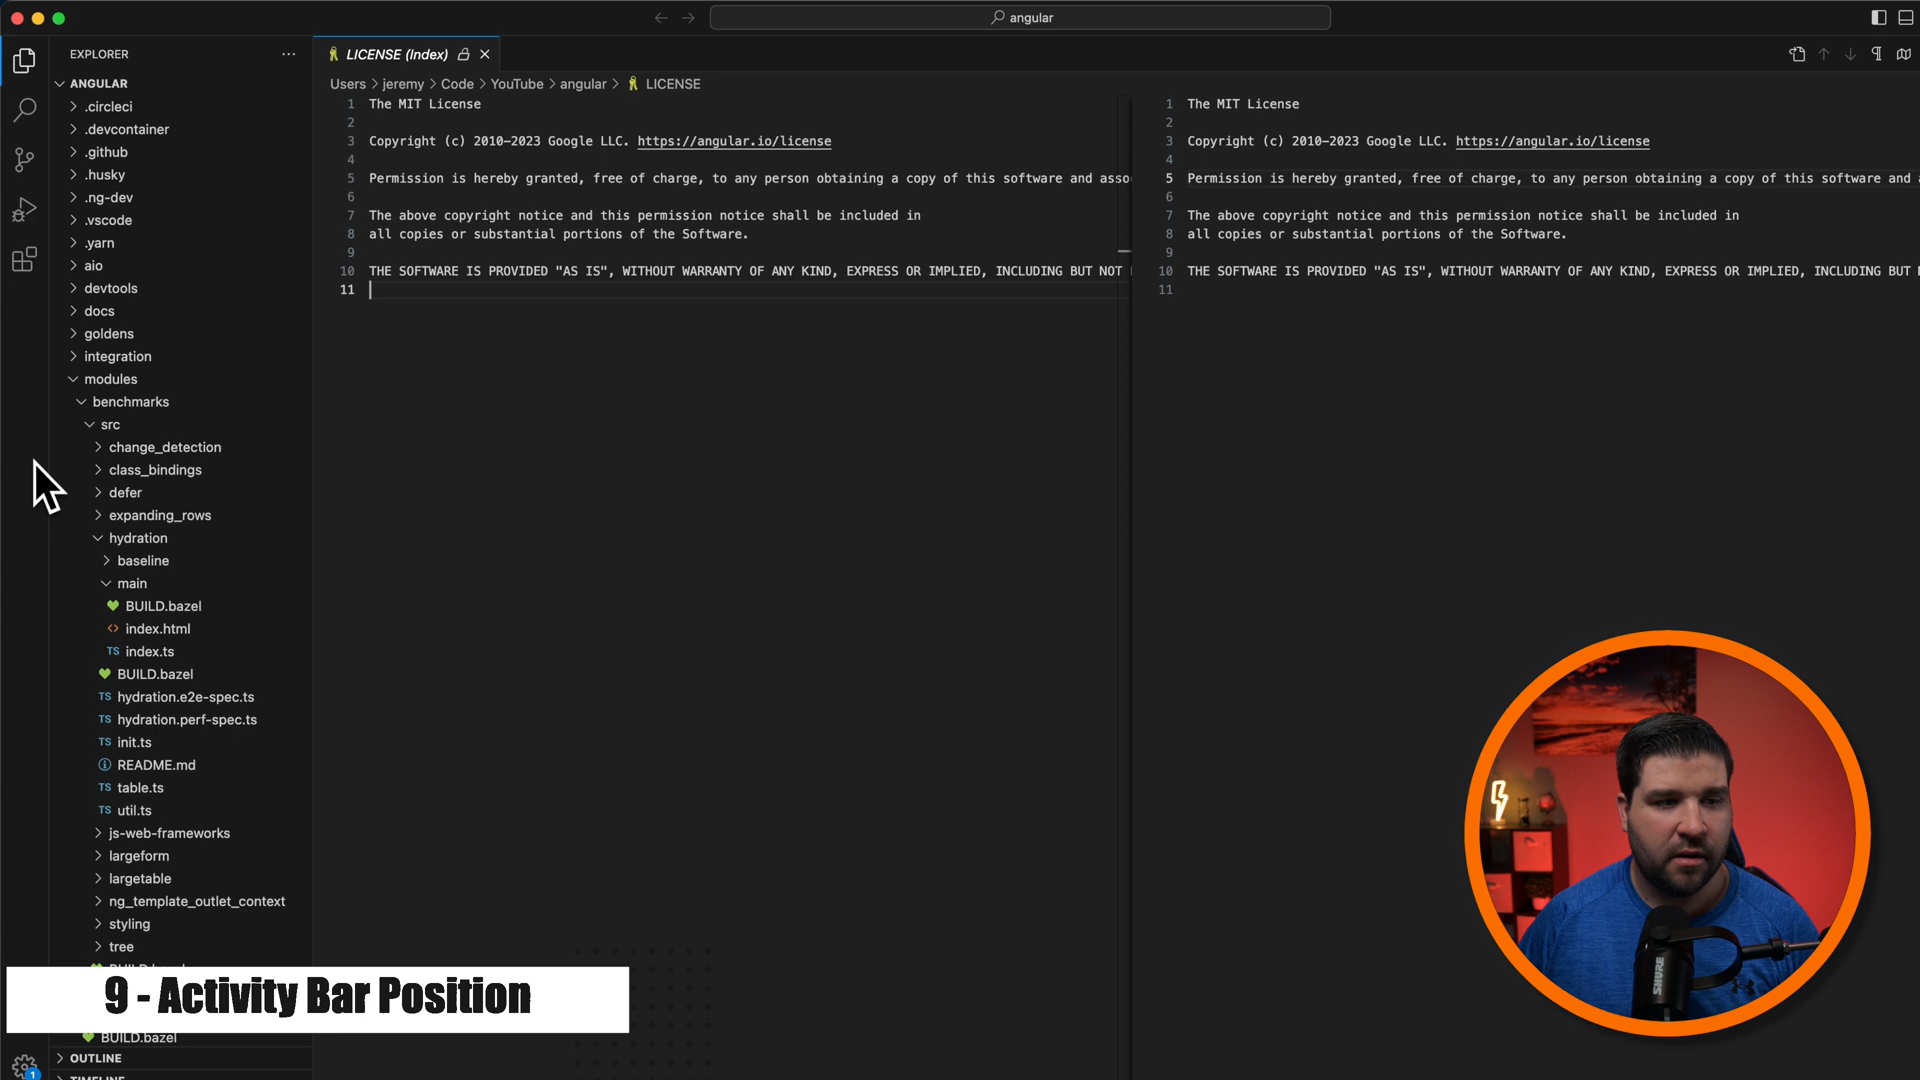 angular
EXPLORER
LICENSE (Index)
ANGULAR
Users > jeremy > Code > YouTube > angular > LICENSE
.circleci
.devcontainer
.github
.husky
.ng-dev
.vscode
.yarn
aio
devtools
docs
goldens
integration
modules
benchmarks
src
change_detection
class_bindings
defer
expanding_rows
hydration
baseline
main
BUILD.bazel
index.html
TS index.ts
BUILD.bazel
TS hydration.e2e-spec.ts
TS hydration.perf-spec.ts
TS init.ts
README.md
TS table.ts
TS util.ts
js-web-frameworks
largeform
largetable
ng_template_outlet_context
styling
tree
BUILD.bazel
OUTLINE
TIMELINE
1
1 The MIT License
2
3 Copyright (c) 2010-2023 Google LLC. https://angular.io/license
4
5 Permission is hereby granted, free of charge, to any person obtaining a copy of this software and asso
6
7 The above copyright notice and this permission notice shall be included in
8 all copies or substantial portions of the Software.
9
10 THE SOFTWARE IS PROVIDED "AS IS", WITHOUT WARRANTY OF ANY KIND, EXPRESS OR IMPLIED, INCLUDING BUT NOT
11
1 The MIT License
2
3 Copyright (c) 2010-2023 Google LLC. https://angular.io/license
4
5 Permission is hereby granted, free of charge, to any person obtaining a copy of this software and
6
7 The above copyright notice and this permission notice shall be included in
8 all copies or substantial portions of the Software.
9
10 THE SOFTWARE IS PROVIDED "AS IS", WITHOUT WARRANTY OF ANY KIND, EXPRESS OR IMPLIED, INCLUDING BUT
11
9 - Activity Bar Position
SHURE